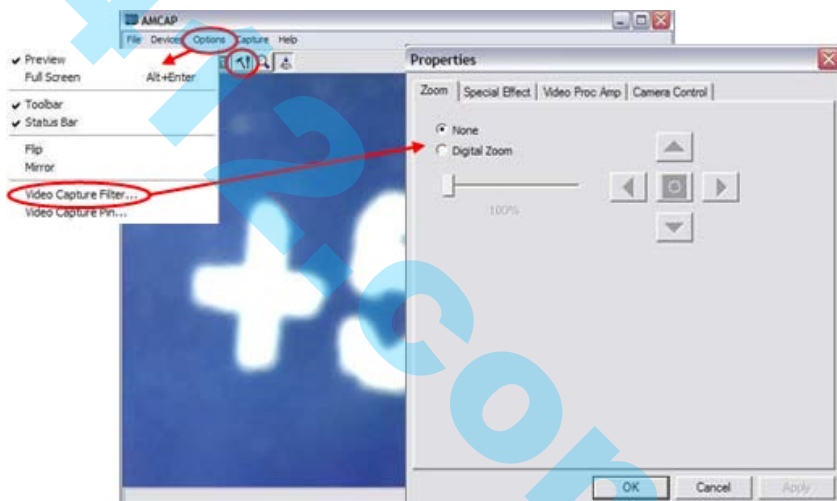 AMCAP
File Devices Options Capture Help
✓ Preview
Full Screen Alt+Enter
✓ Toolbar
✓ Status Bar
Flip
Mirror
Video Capture Filter...
Video Capture Pin...
Properties
Zoom Special Effect Video Proc Amp Camera Control
None
Digital Zoom
100%
OK Cancel Apply